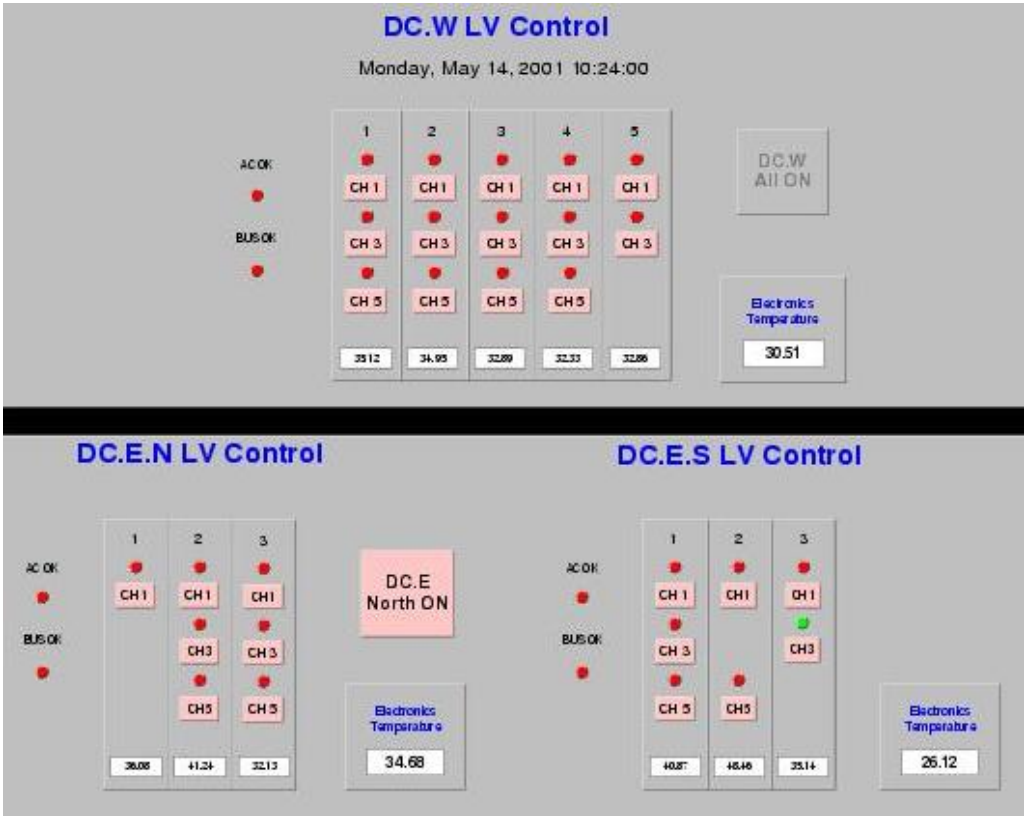 DC.W LV Control
Monday, May 14, 2001 10:24:00
1 2 3 4 5
AC OK
CH 1 CH 1 CH 1 CH 1 CH 1
BUS OK
CH 3 CH 3 CH 3 CH 3 CH 3
CH 5 CH 5 CH 5 CH 5
DC.W
All ON
Electronics
Temperature
30.51
34.95 32.89 32.33 32.86
DC.E.N LV Control
1 2 3
AC OK
CH 1 CH 1 CH 1
BUS OK
CH3 CH 3
CH5 CH 5
DC.E
North ON
Electronics
Temperature
34.68
36.08 41.24 32.13
DC.E.S LV Control
1 2 3
AC OK
CH 1 CH1 CH 1
BUS OK
CH 3 CH3
CH 5 CH5
Electronics
Temperature
26.12
40.87 35.14